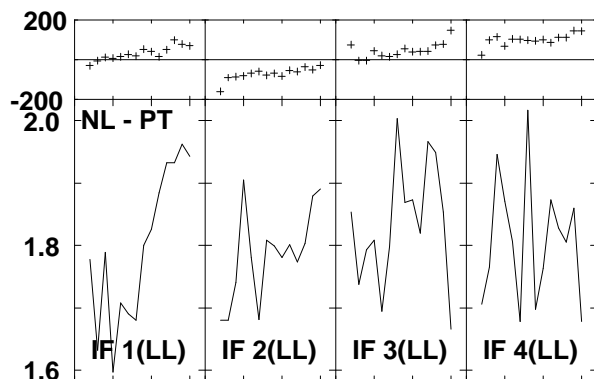 200
-200
NL - PT
2.0
1.8
IF 1(LL) IF 2(LL) IF 3(LL) IF 4(LL)
1.6